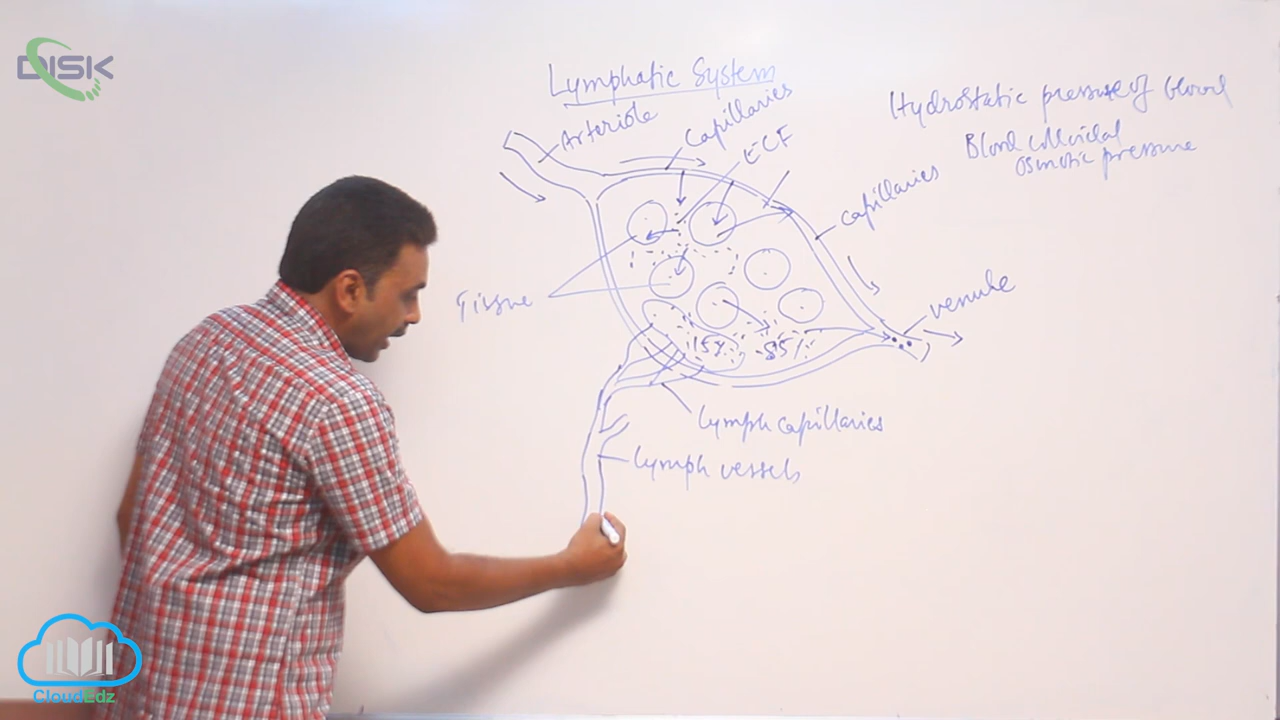 DISK
Lymphatic System
Arteriole
Capillaries
ECF
Hydrostatic pressure of blood
Blood colloidal
osmotic pressure
capillaries
Tissue
venule
15%
85%
Lymph capillaries
Lymph vessels
CloudEdz